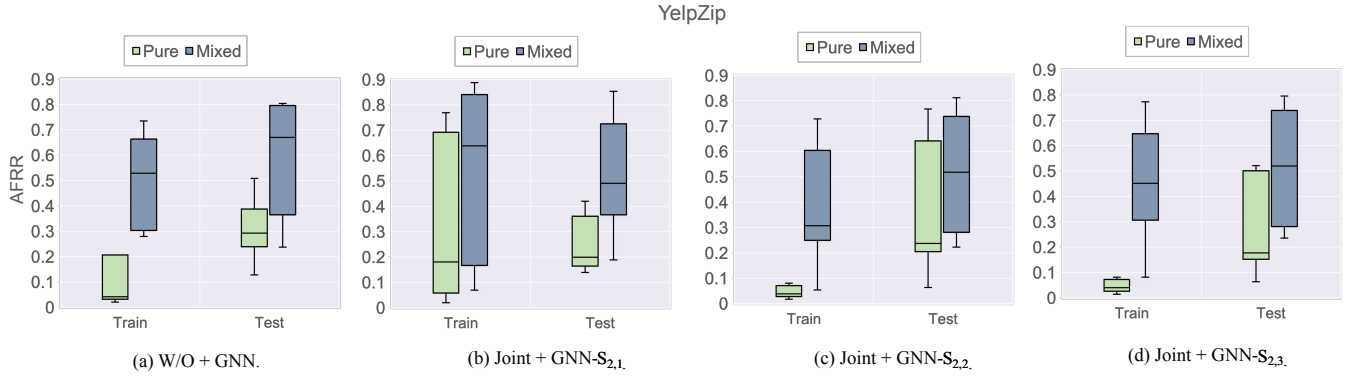 YelpZip
Pure Mixed
0.9
0.8
0.7
0.6
0.5
0.4
0.3
0.2
0.1
0
AFRR
Train Test
(a) W/O + GNN.
Pure Mixed
0.9
0.8
0.7
0.6
0.5
0.4
0.3
0.2
0.1
0
Train Test
(b) Joint + GNN-S2,1.
Pure Mixed
0.9
0.8
0.7
0.6
0.5
0.4
0.3
0.2
0.1
0
Train Test
(c) Joint + GNN-S2,2.
Pure Mixed
0.9
0.8
0.7
0.6
0.5
0.4
0.3
0.2
0.1
0
Train Test
(d) Joint + GNN-S2,3.